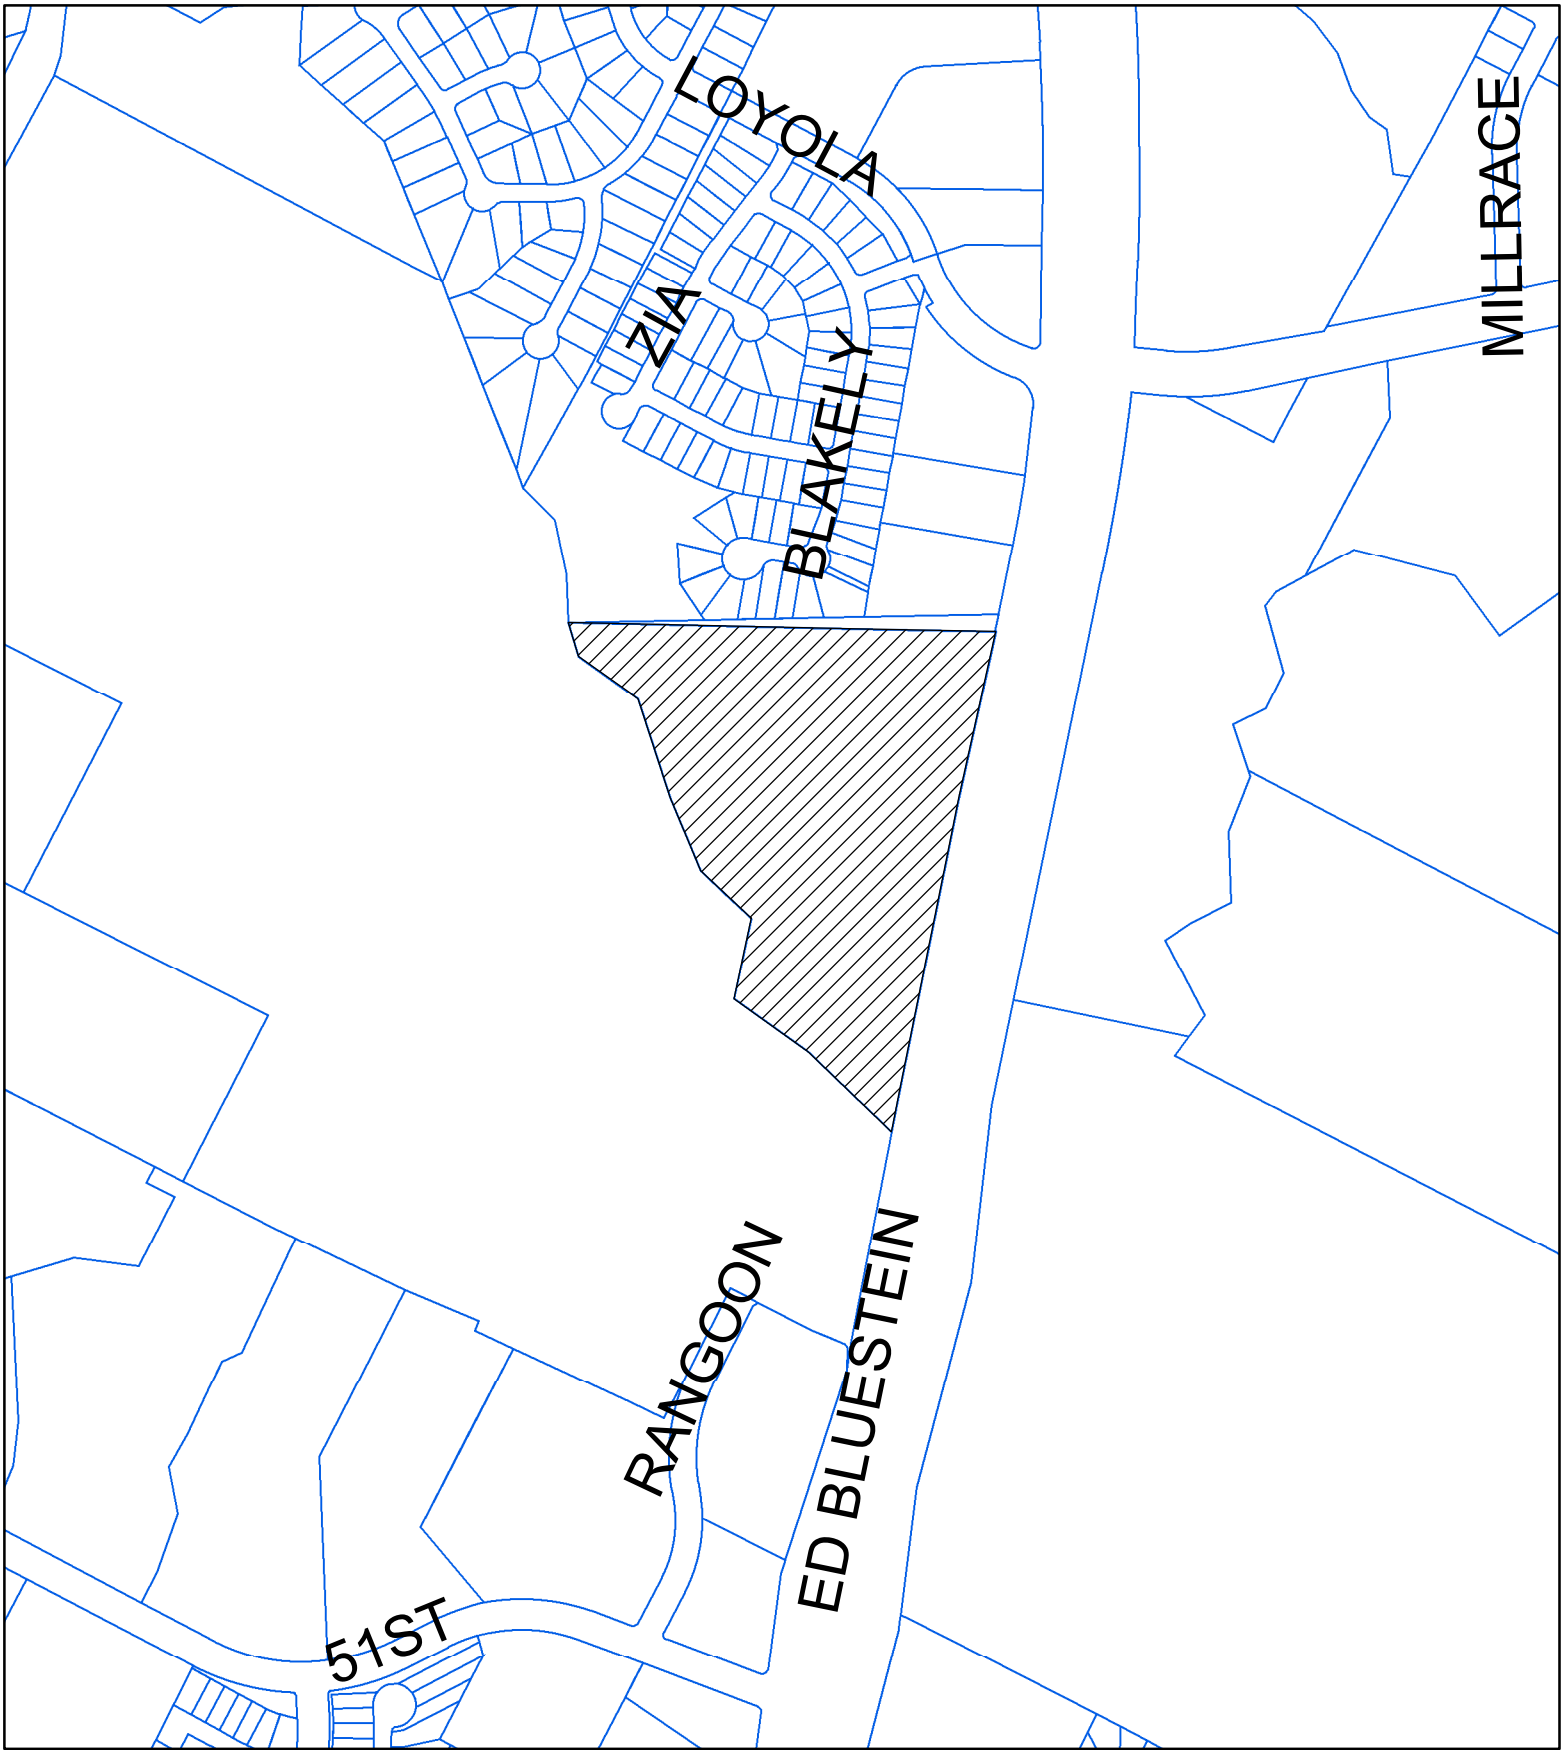 LOYOLA
MILLRACE
ZIA
BLAKELY
RANGOON
ED BLUESTEIN
51ST